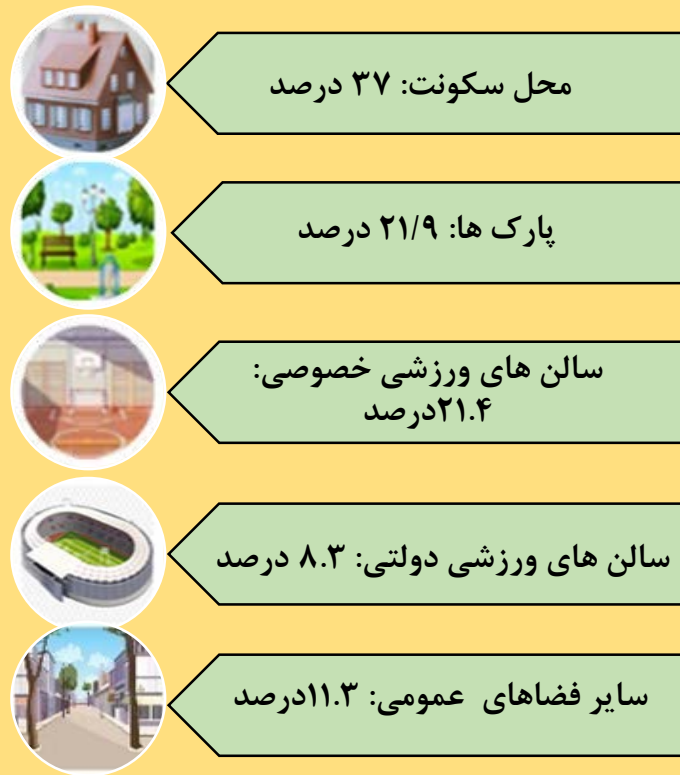 محل سکونت: ۳۷ درصد
پارک ها: ۲۱/۹ درصد
سالن های ورزشی خصوصی:
۲۱.۴درصد
سالن های ورزشی دولتی: ۸.۳ درصد
سایر فضاهای عمومی: ۱۱.۳درصد